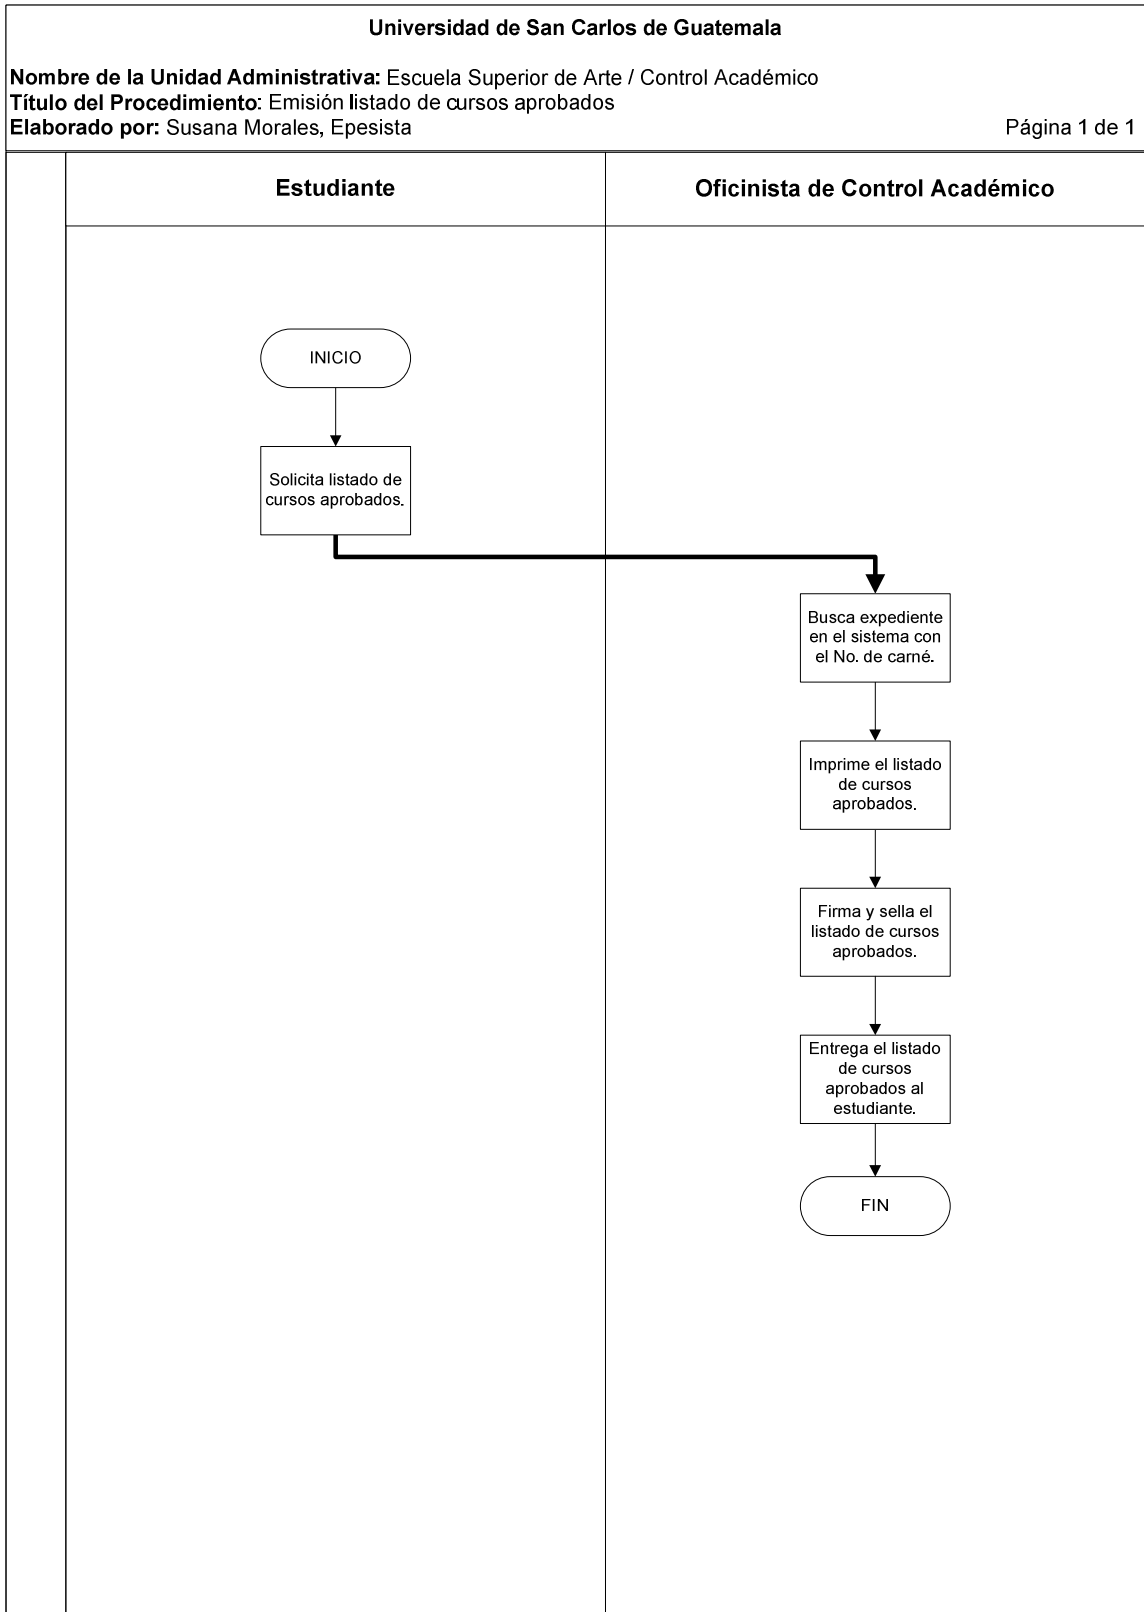 Universidad de San Carlos de Guatemala
Nombre de la Unidad Administrativa: Escuela Superior de Arte / Control Académico
Título del Procedimiento: Emisión listado de cursos aprobados
Elaborado por: Susana Morales, Epesista
Página 1 de 1
Estudiante
Oficinista de Control Académico
INICIO
Solicita listado de
cursos aprobados.
Busca expediente
en el sistema con
el No. de carné.
Imprime el listado
de cursos
aprobados.
Firma y sella el
listado de cursos
aprobados.
Entrega el listado
de cursos
aprobados al
estudiante.
FIN